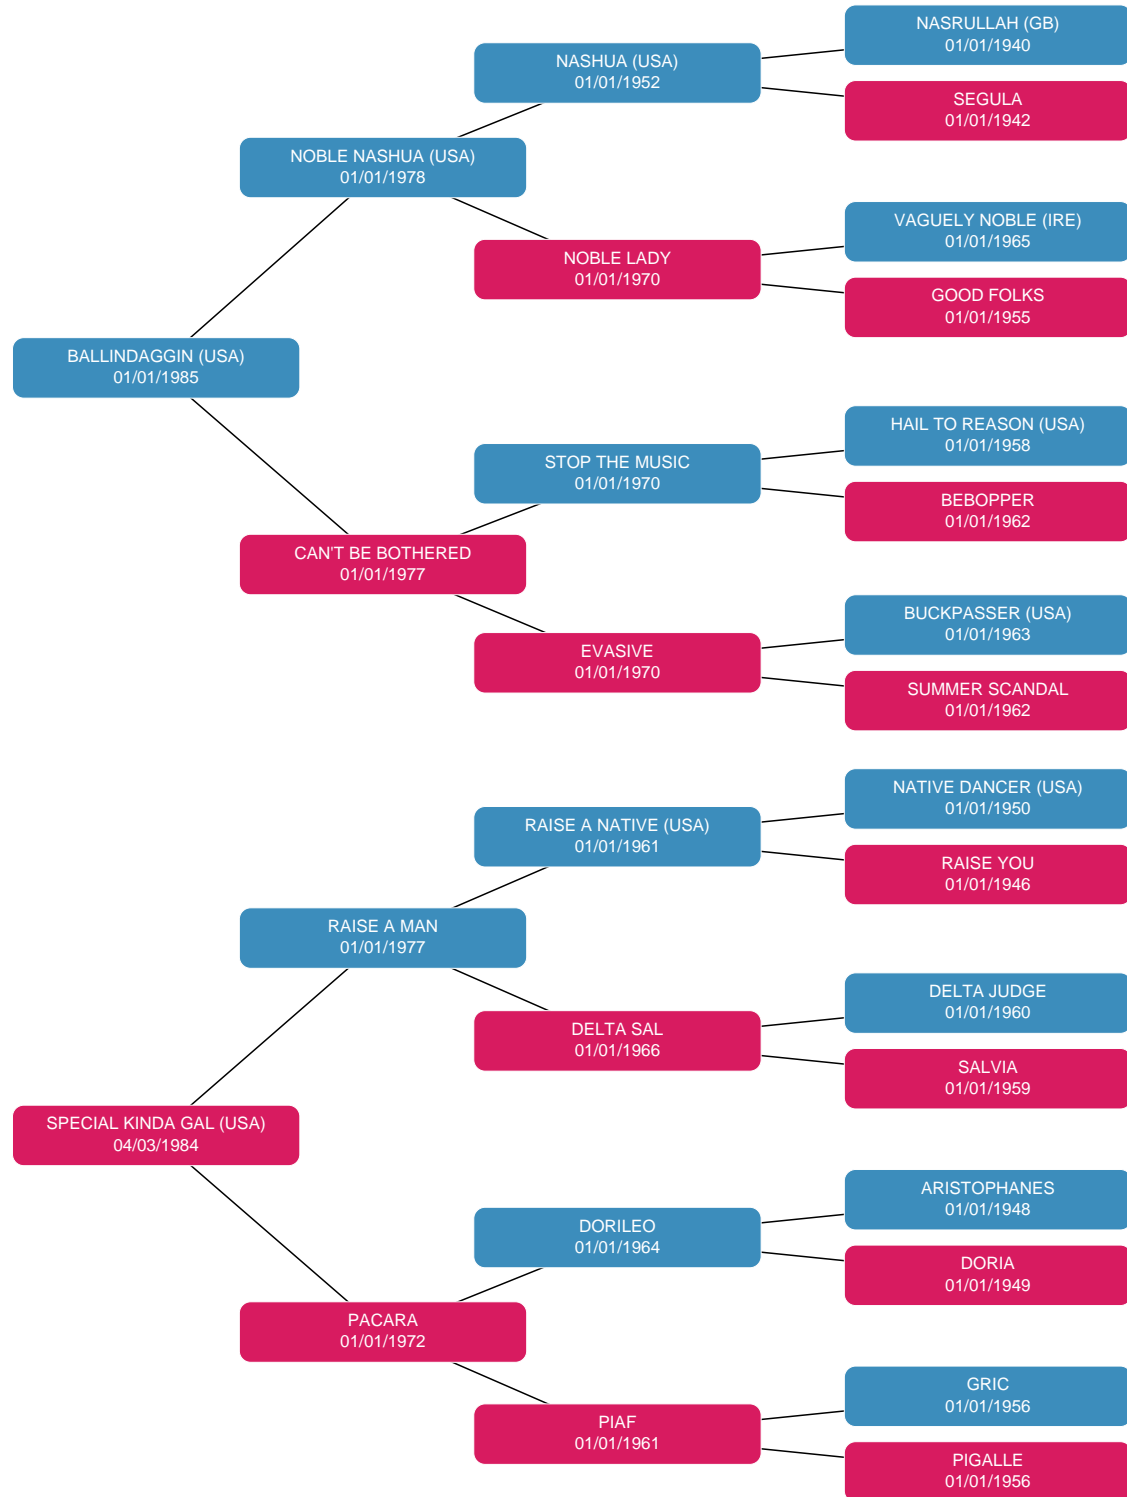 NASRULLAH (GB)
01/01/1940
NASHUA (USA)
01/01/1952
SEGULA
01/01/1942
NOBLE NASHUA (USA)
01/01/1978
VAGUELY NOBLE (IRE)
01/01/1965
NOBLE LADY
01/01/1970
GOOD FOLKS
01/01/1955
BALLINDAGGIN (USA)
01/01/1985
HAIL TO REASON (USA)
01/01/1958
STOP THE MUSIC
01/01/1970
BEBOPPER
01/01/1962
CAN'T BE BOTHERED
01/01/1977
BUCKPASSER (USA)
01/01/1963
EVASIVE
01/01/1970
SUMMER SCANDAL
01/01/1962
NATIVE DANCER (USA)
01/01/1950
RAISE A NATIVE (USA)
01/01/1961
RAISE YOU
01/01/1946
RAISE A MAN
01/01/1977
DELTA JUDGE
01/01/1960
DELTA SAL
01/01/1966
SALVIA
01/01/1959
SPECIAL KINDA GAL (USA)
04/03/1984
ARISTOPHANES
01/01/1948
DORILEO
01/01/1964
DORIA
01/01/1949
PACARA
01/01/1972
GRIC
01/01/1956
PIAF
01/01/1961
PIGALLE
01/01/1956